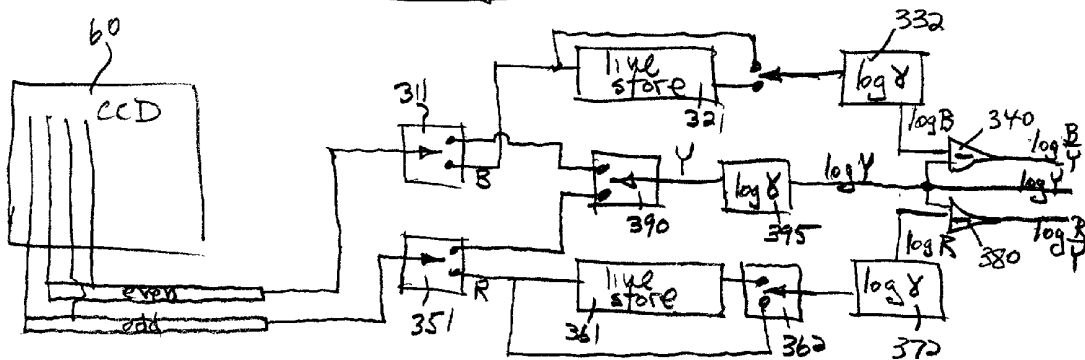 60
CCD
even
odd
311
B
351
R
line
store
321
390
Y
log γ
395
log Y
line
store
361
362
332
log γ
log B
340
log B/Y
log Y
log R/Y
380
log R
log γ
372